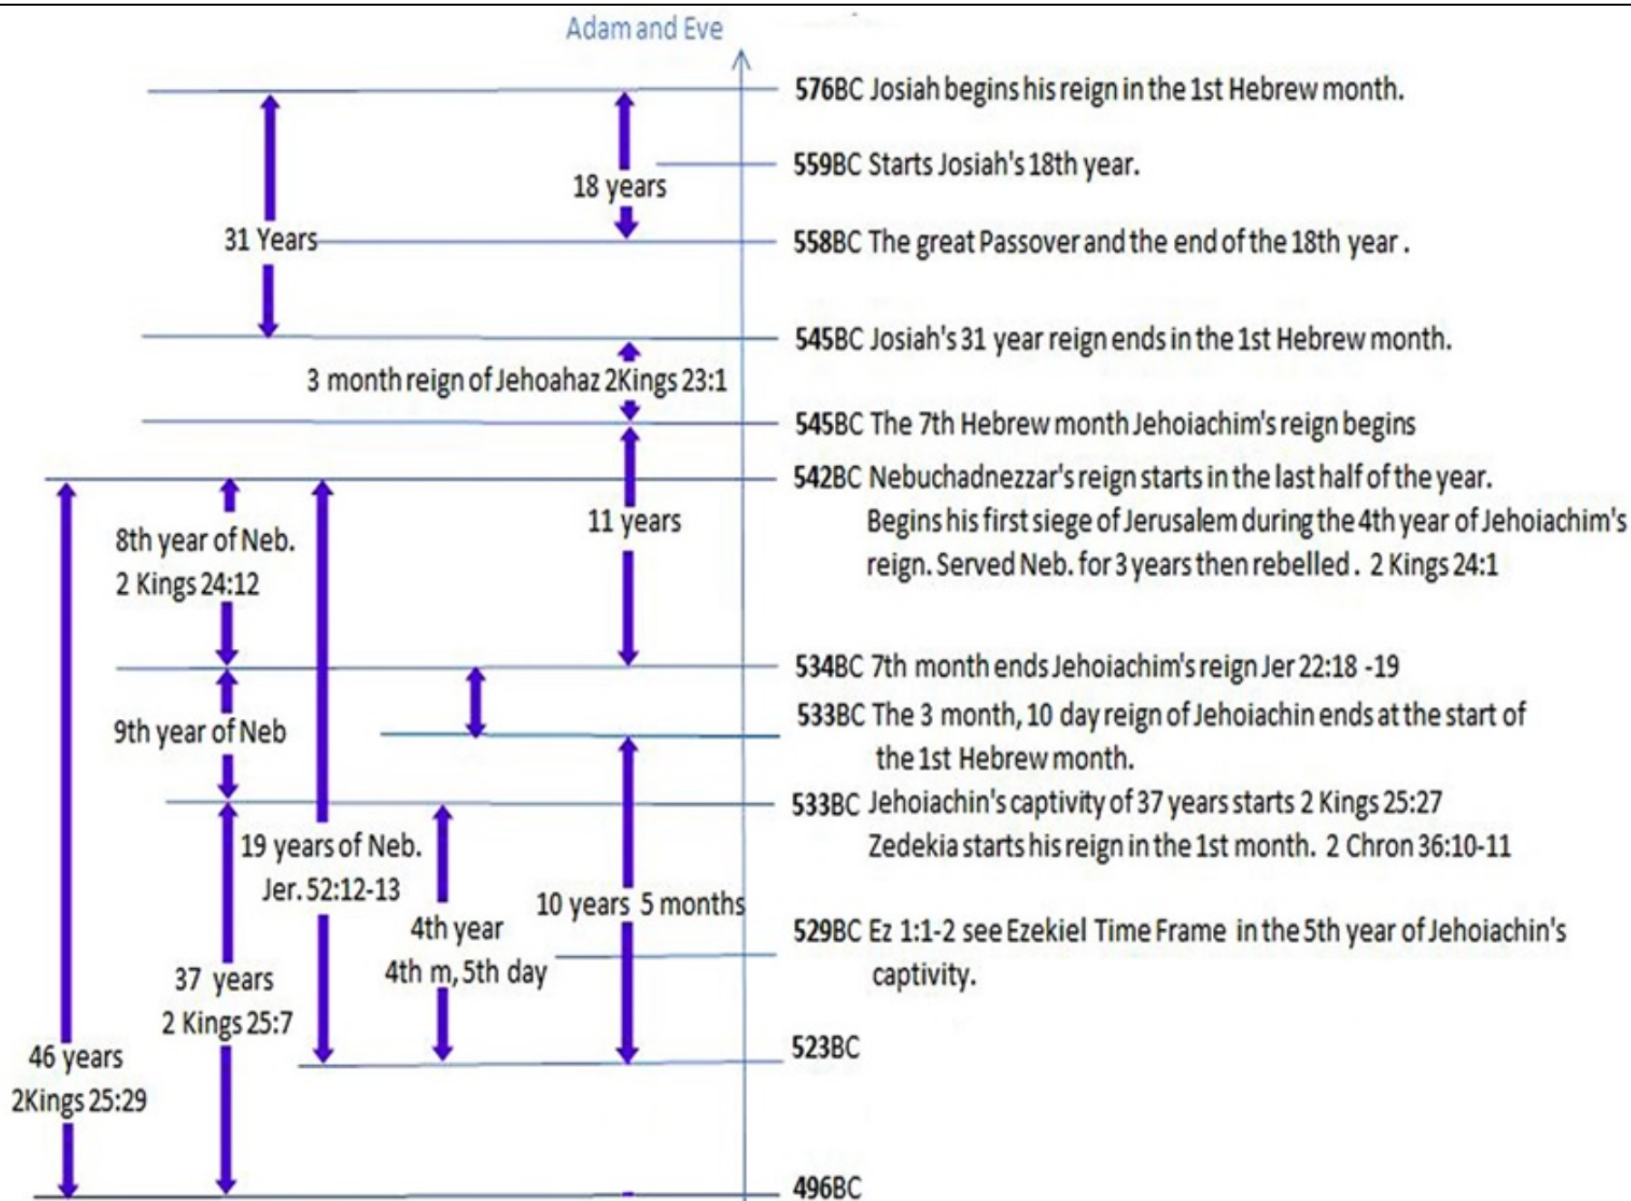 Adam and Eve
576BC Josiah begins his reign in the 1st Hebrew month.
559BC Starts Josiah's 18th year.
18 years
31 Years
558BC The great Passover and the end of the 18th year .
545BC Josiah's 31 year reign ends in the 1st Hebrew month.
3 month reign of Jehoahaz 2Kings 23:1
545BC The 7th Hebrew month Jehoiachim's reign begins
542BC Nebuchadnezzar's reign starts in the last half of the year.
Begins his first siege of Jerusalem during the 4th year of Jehoiachim's
reign. Served Neb. for 3 years then rebelled . 2 Kings 24:1
11 years
8th year of Neb.
2 Kings 24:12
534BC 7th month ends Jehoiachim's reign Jer 22:18 -19
533BC The 3 month, 10 day reign of Jehoiachin ends at the start of
the 1st Hebrew month.
9th year of Neb
533BC Jehoiachin's captivity of 37 years starts 2 Kings 25:27
Zedekia starts his reign in the 1st month. 2 Chron 36:10-11
19 years of Neb.
Jer. 52:12-13
10 years 5 months
4th year
4th m, 5th day
529BC Ez 1:1-2 see Ezekiel Time Frame in the 5th year of Jehoiachin's
captivity.
37 years
2 Kings 25:7
523BC
46 years
2Kings 25:29
496BC